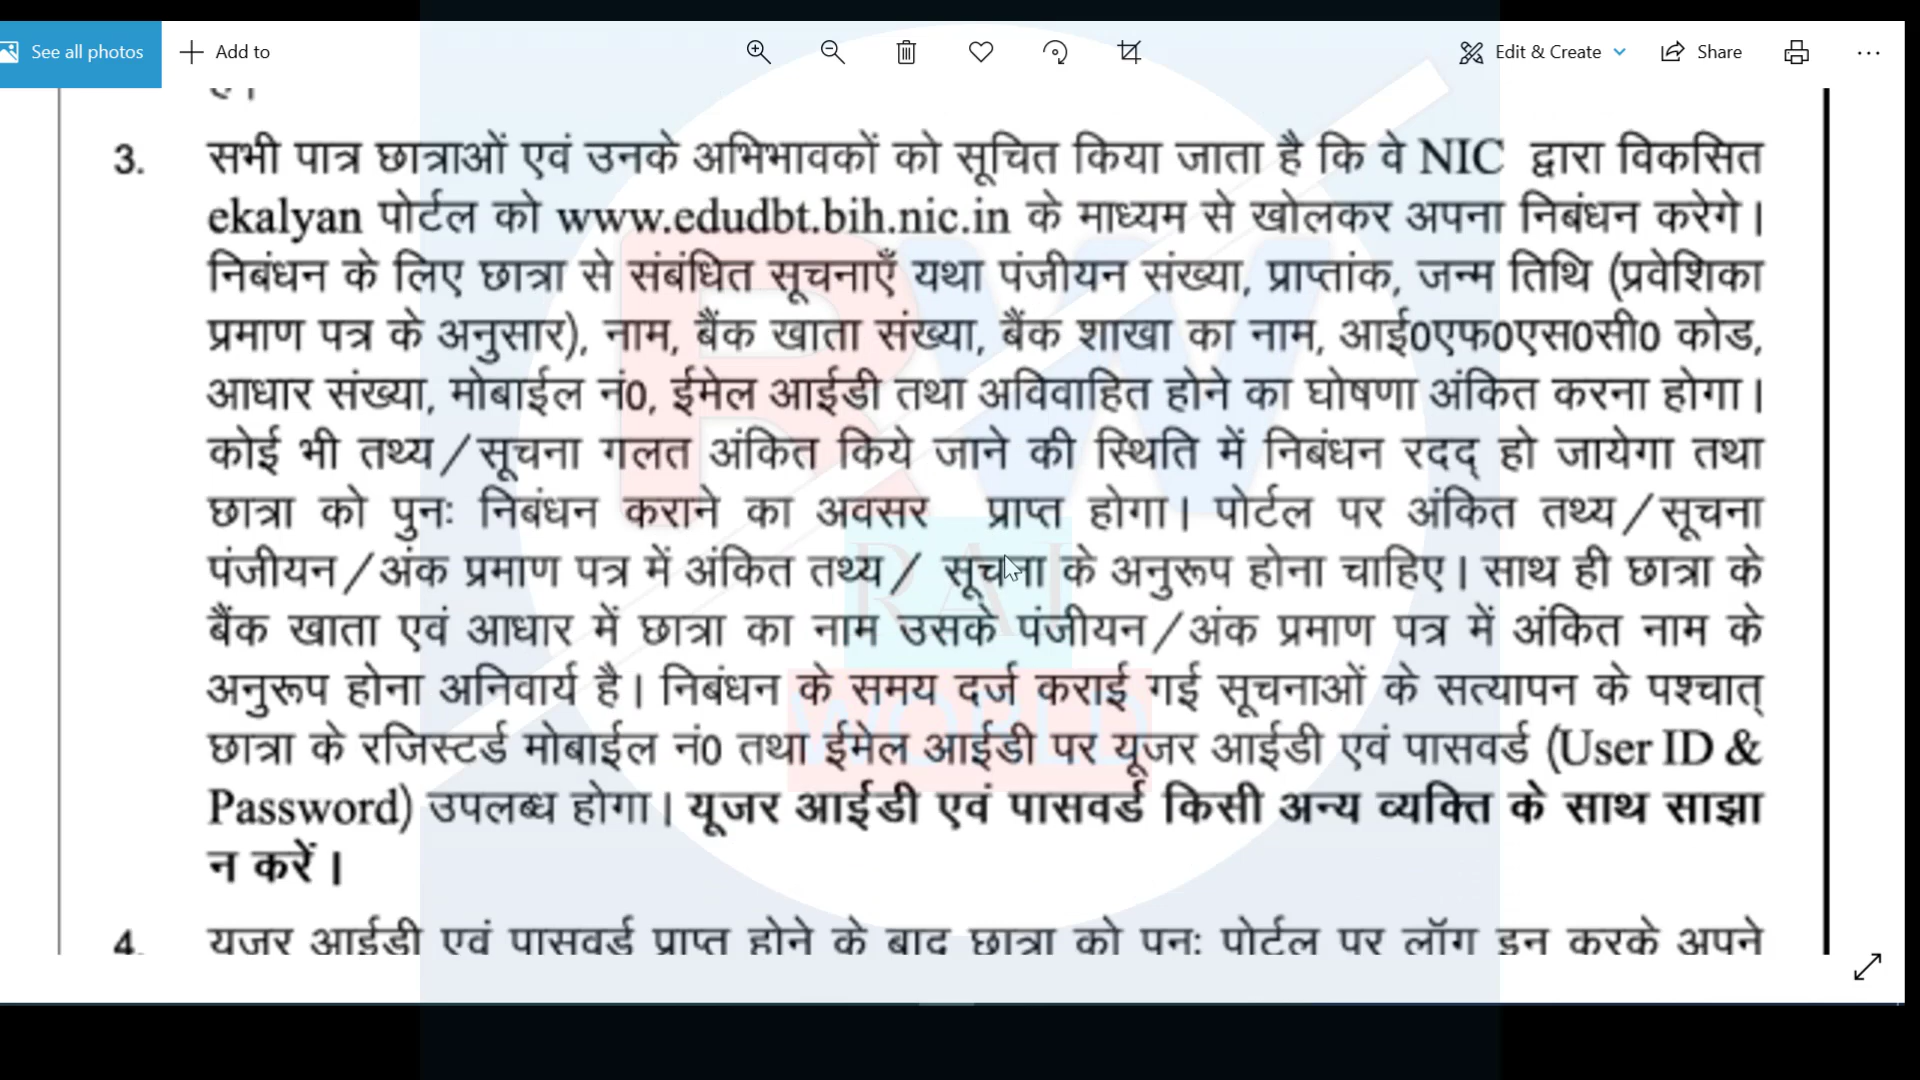 See all photos
Add to
Edit & Create
Share
है।
3. सभी पात्र छात्राओं एवं उनके अभिभावकों को सूचित किया जाता है कि वे NIC द्वारा विकसित
ekalyan पोर्टल को www.edudbt.bih.nic.in के माध्यम से खोलकर अपना निबंधन करेगे।
निबंधन के लिए छात्रा से संबंधित सूचनाएँ यथा पंजीयन संख्या, प्राप्तांक, जन्म तिथि (प्रवेशिका
प्रमाण पत्र के अनुसार), नाम, बैंक खाता संख्या, बैंक शाखा का नाम, आई0एफ0एस0सी0 कोड,
आधार संख्या, मोबाईल नं0, ईमेल आईडी तथा अविवाहित होने का घोषणा अंकित करना होगा।
कोई भी तथ्य/सूचना गलत अंकित किये जाने की स्थिति में निबंधन रदद् हो जायेगा तथा
छात्रा को पुनः निबंधन कराने का अवसर प्राप्त होगा। पोर्टल पर अंकित तथ्य/सूचना
पंजीयन/अंक प्रमाण पत्र में अंकित तथ्य/ सूचना के अनुरूप होना चाहिए। साथ ही छात्रा के
बैंक खाता एवं आधार में छात्रा का नाम उसके पंजीयन/अंक प्रमाण पत्र में अंकित नाम के
अनुरूप होना अनिवार्य है। निबंधन के समय दर्ज कराई गई सूचनाओं के सत्यापन के पश्चात्
छात्रा के रजिस्टर्ड मोबाईल नं0 तथा ईमेल आईडी पर यूजर आईडी एवं पासवर्ड (User ID &
Password) उपलब्ध होगा। यूजर आईडी एवं पासवर्ड किसी अन्य व्यक्ति के साथ साझा
न करें।
4. यूजर आईडी एवं पासवर्ड प्राप्त होने के बाद छात्रा को पुनः पोर्टल पर लॉग इन करके अपने
RW
RAI
WORLD